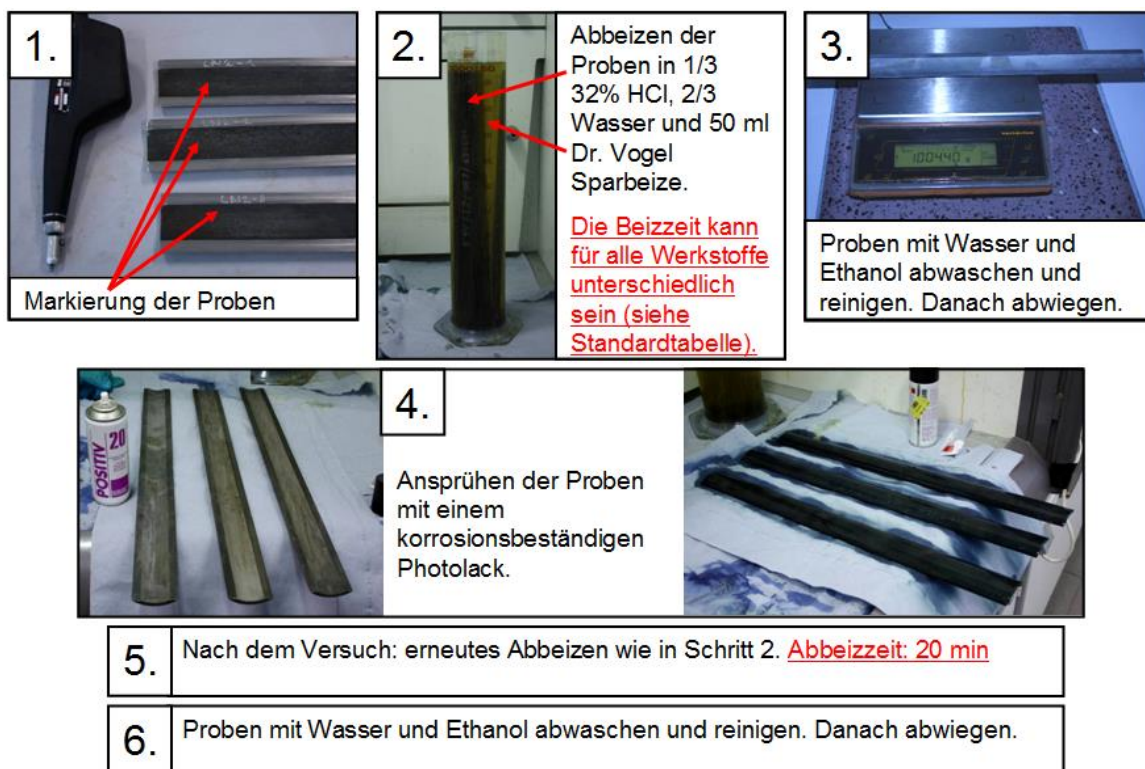 1.
Markierung der Proben
2.
Abbeizen der
Proben in 1/3
32% HCl, 2/3
Wasser und 50 ml
Dr. Vogel
Sparbeize.
Die Beizzeit kann
für alle Werkstoffe
unterschiedlich
sein (siehe
Standardtabelle).
3.
Proben mit Wasser und
Ethanol abwaschen und
reinigen. Danach abwiegen.
POSITIV
20
4.
Ansprühen der Proben
mit einem
korrosionsbeständigen
Photolack.
5.
Nach dem Versuch: erneutes Abbeizen wie in Schritt 2. Abbeizzeit: 20 min
6.
Proben mit Wasser und Ethanol abwaschen und reinigen. Danach abwiegen.